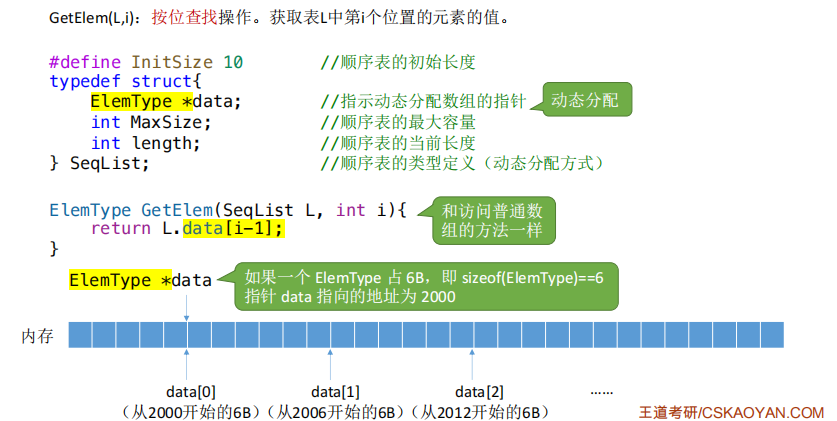 GetElem(L,i)：按位查找操作。获取表L中第i个位置的元素的值。
#define InitSize 10 //顺序表的初始长度
typedef struct{
ElemType *data; //指示动态分配数组的指针 动态分配
int MaxSize; //顺序表的最大容量
int length; //顺序表的当前长度
} SeqList; //顺序表的类型定义（动态分配方式）
ElemType GetElem(SeqList L, int i){
return L.data[i-1];
}
和访问普通数
组的方法一样
ElemType *data
如果一个 ElemType 占 6B，即 sizeof(ElemType)==6
指针 data 指向的地址为 2000
内存
data[0] data[1] data[2] ……
（从2000开始的6B）（从2006开始的6B）（从2012开始的6B）
王道考研/CSKAOYAN.COM